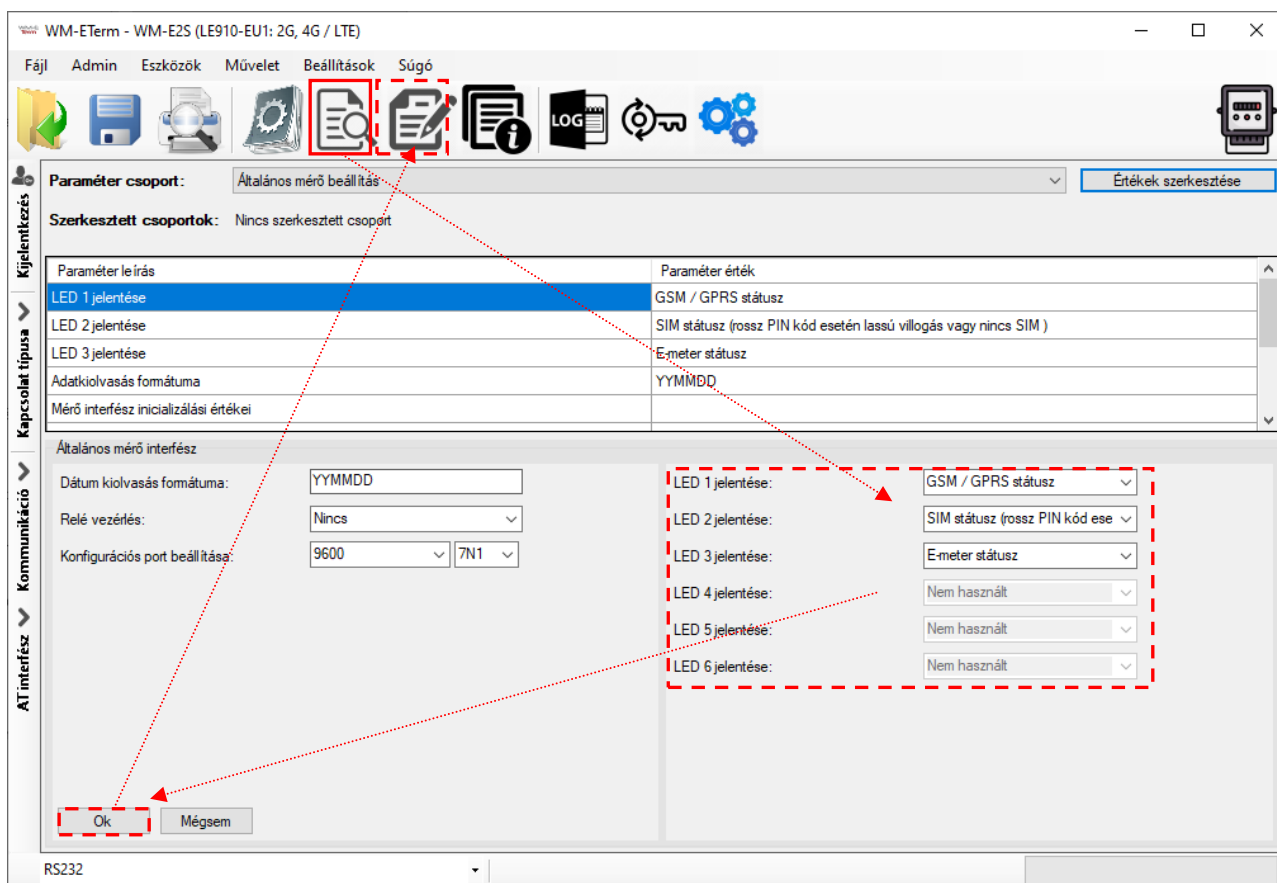 WM-ETerm - WM-E2S (LE910-EU1: 2G, 4G / LTE)
Fájl Admin Eszközök Művelet Beállítások Súgó
LOG
Kijelentkezés
Kapcsolat típusa
Kommunikáció
AT interfész
Paraméter csoport: Általános mérő beállítás Értékek szerkesztése
Szerkesztett csoportok: Nincs szerkesztett csoport
Paraméter leírás Paraméter érték
LED 1 jelentése GSM / GPRS státusz
LED 2 jelentése SIM státusz (rossz PIN kód esetén lassú villogás vagy nincs SIM )
LED 3 jelentése E-meter státusz
Adatkiolvasás formátuma YYMMDD
Mérő interfész inicializálási értékei
Általános mérő interfész
Dátum kiolvasás formátuma: YYMMDD
Relé vezérlés: Nincs
Konfigurációs port beállítása: 9600 7N1
LED 1 jelentése: GSM / GPRS státusz
LED 2 jelentése: SIM státusz (rossz PIN kód ese
LED 3 jelentése: E-meter státusz
LED 4 jelentése: Nem használt
LED 5 jelentése: Nem használt
LED 6 jelentése: Nem használt
Ok Mégsem
RS232